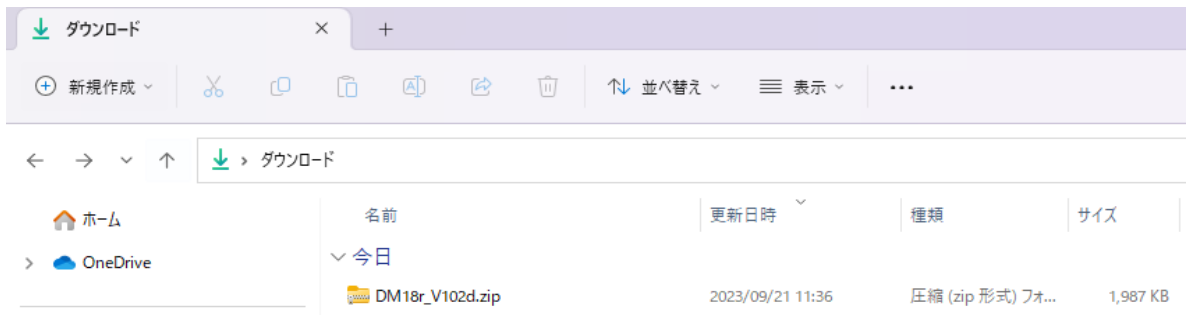 ダウンロード
新規作成 並べ替え 表示
ダウンロード
ホーム 名前 更新日時 種類 サイズ
今日
OneDrive
DM18r_V102d.zip 2023/09/21 11:36 圧縮 (zip 形式) フォ... 1,987 KB